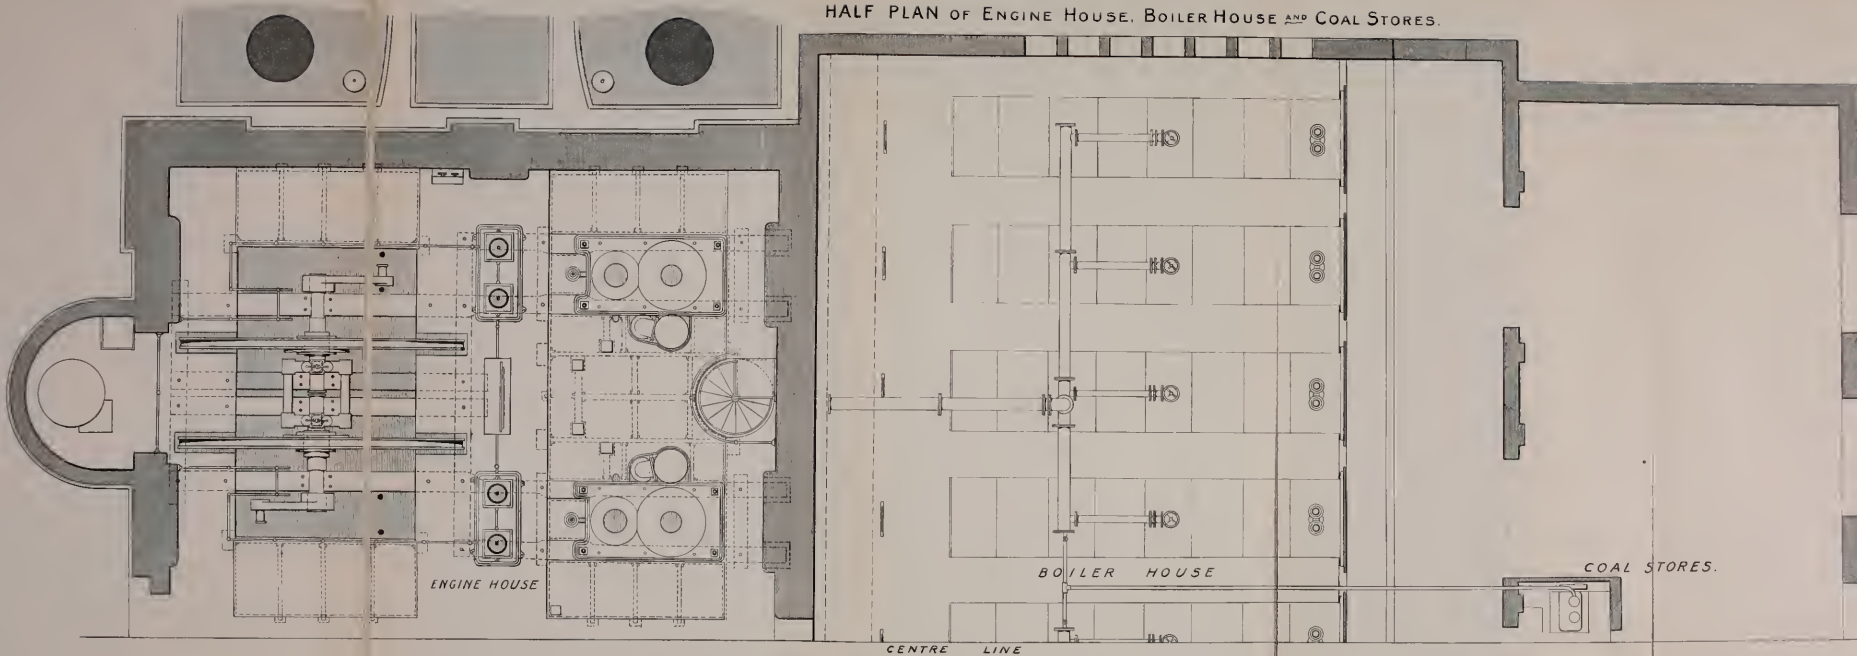 HALF PLAN OF ENGINE HOUSE, BOILER HOUSE AND COAL STORES.
ENGINE HOUSE
BOILER HOUSE
COAL STORES.
CENTRE LINE